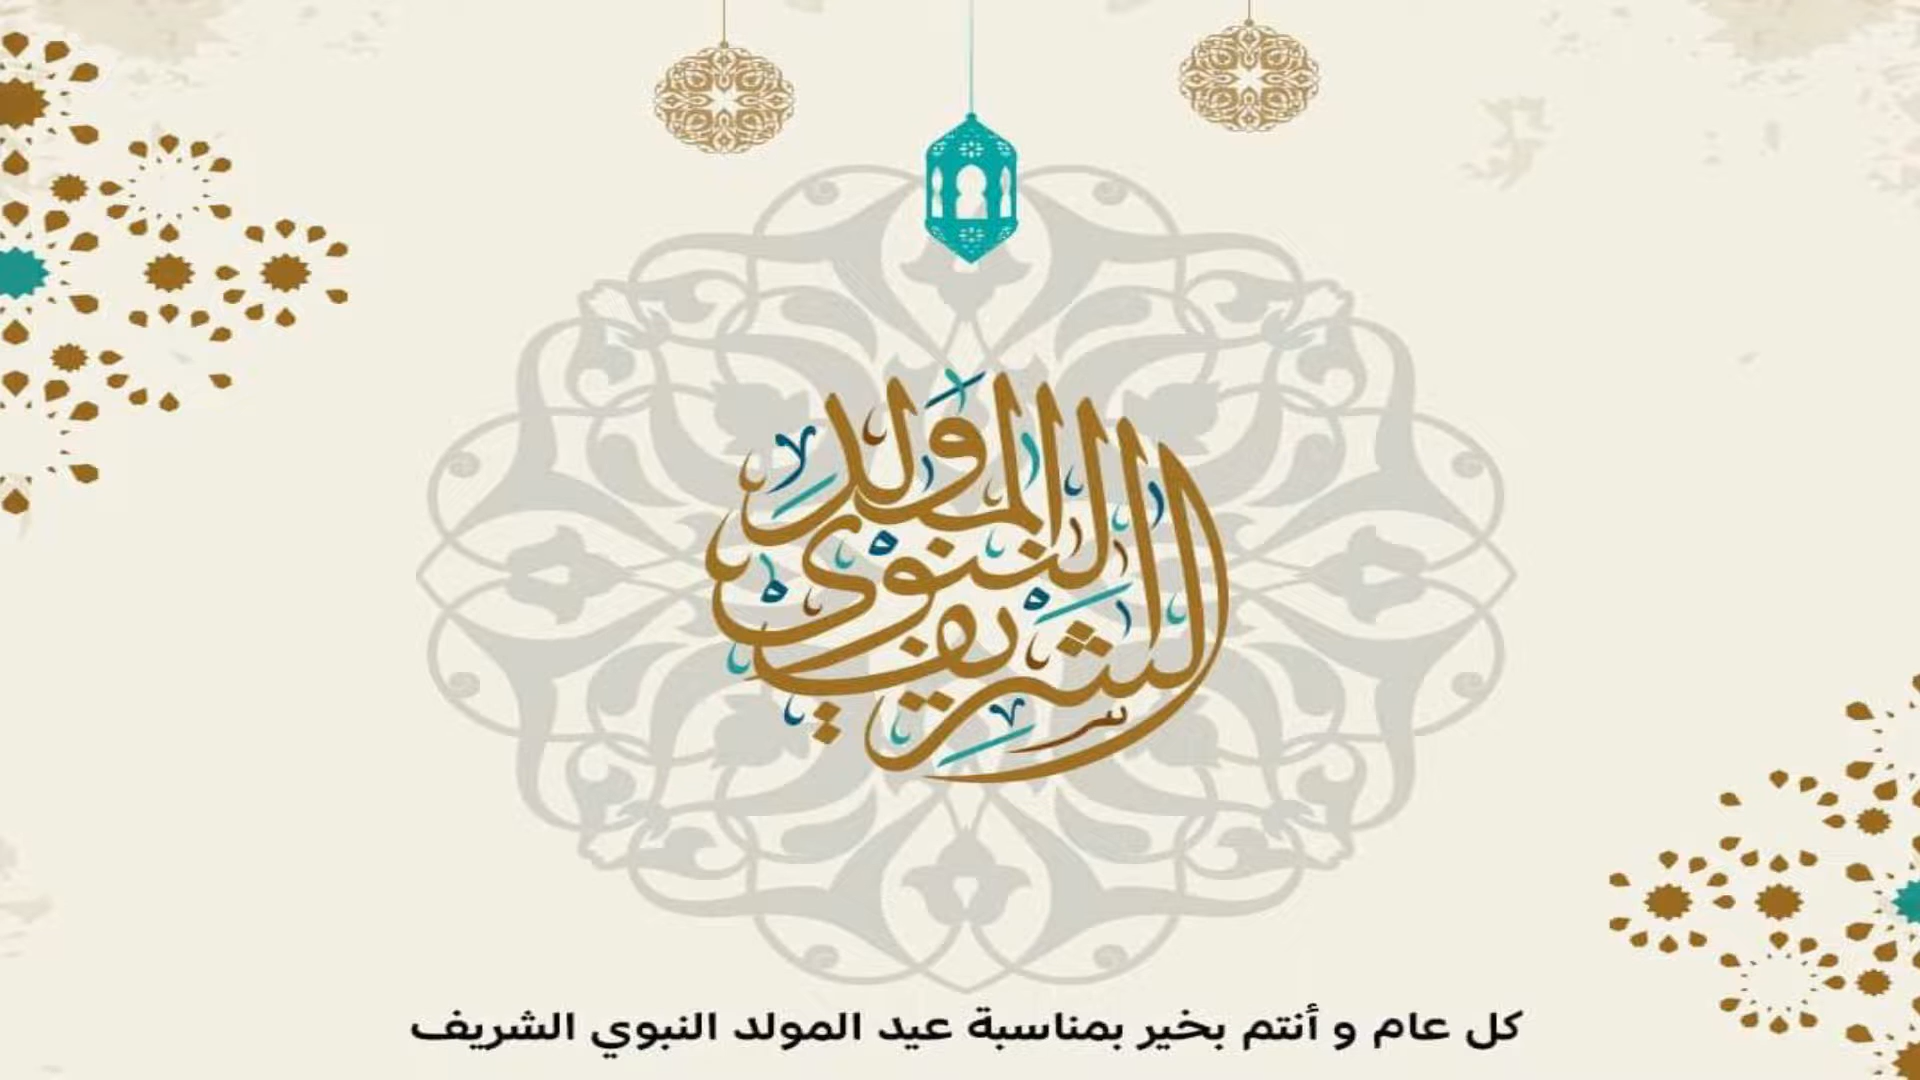 المولد
النبوي
الشريف
كل عام و أنتم بخير بمناسبة عيد المولد النبوي الشريف